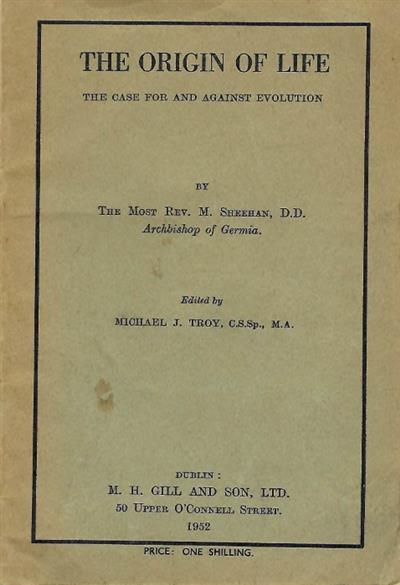 THE ORIGIN OF LIFE
THE CASE FOR AND AGAINST EVOLUTION
BY
THE MOST REV. M. SHEEHAN, D.D.
Archbishop of Germia.
Edited by
MICHAEL J. TROY, C.S.Sp., M.A.
DUBLIN :
M. H. GILL AND SON, LTD.
50 UPPER O'CONNELL STREET.
1952
PRICE: ONE SHILLING.